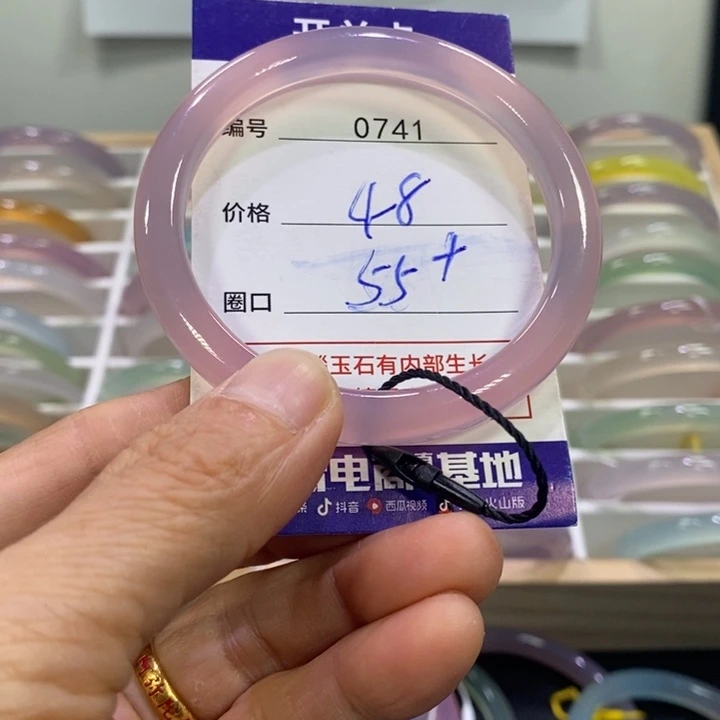 编号 0741
价格 48
圈口 55+
玉石有内部生长
电商 基地
抖音 西瓜视频 火山版